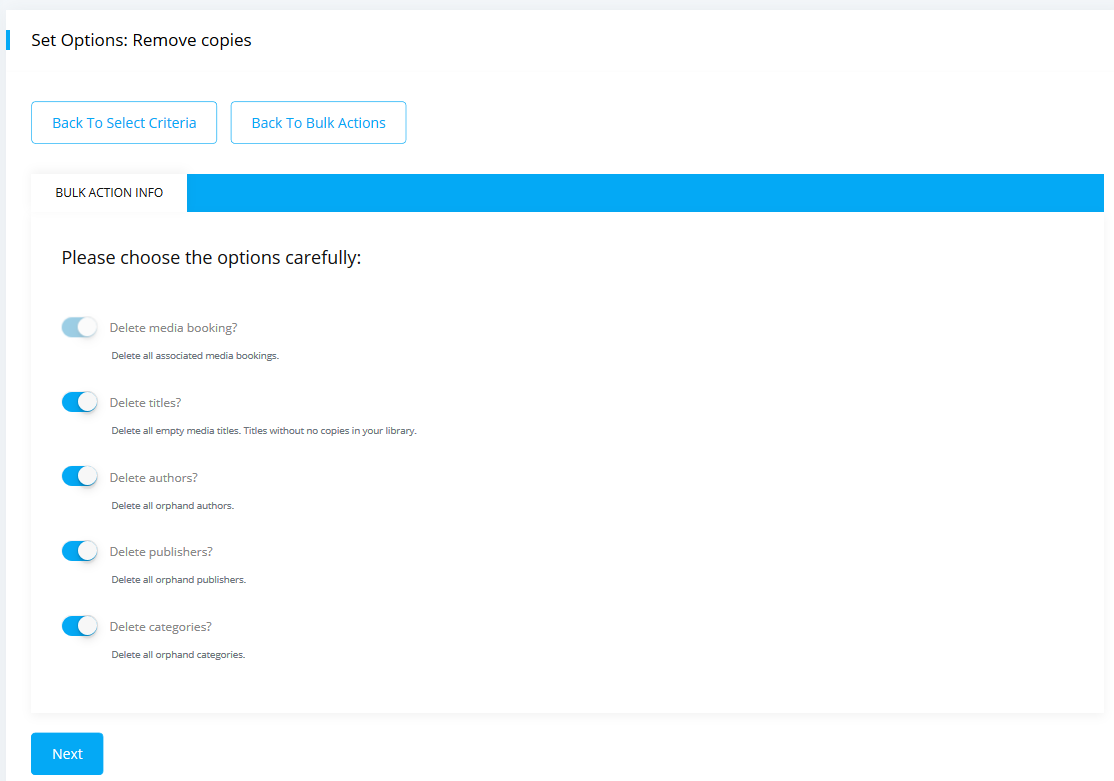 Set Options: Remove copies
Back To Select Criteria
Back To Bulk Actions
BULK ACTION INFO
Please choose the options carefully:
Delete media booking?
Delete all associated media bookings.
Delete titles?
Delete all empty media titles. Titles without no copies in your library.
Delete authors?
Delete all orphand authors.
Delete publishers?
Delete all orphand publishers.
Delete categories?
Delete all orphand categories.
Next